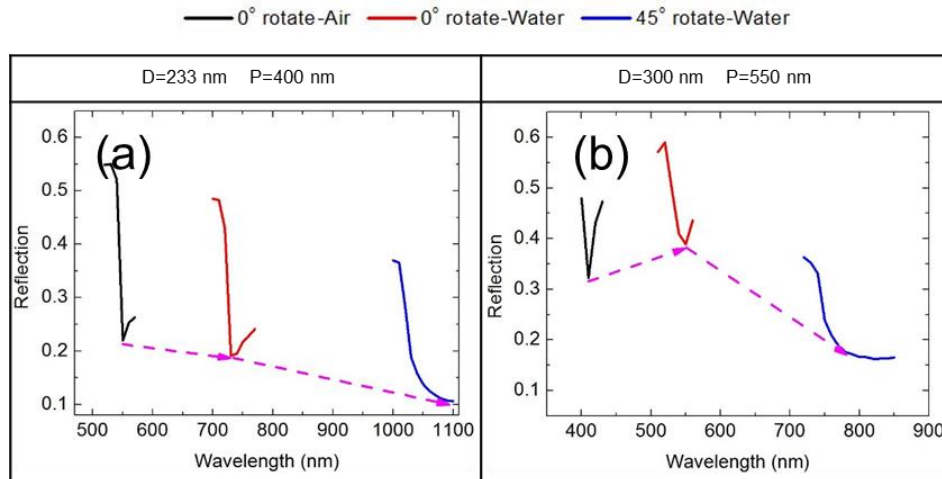 0° rotate-Air 0° rotate-Water 45° rotate-Water
D=233 nm P=400 nm
D=300 nm P=550 nm
(a)
Reflection
0.6
0.5
0.4
0.3
0.2
0.1
500 600 700 800 900 1000 1100
Wavelength (nm)
(b)
Reflection
0.6
0.5
0.4
0.3
0.2
0.1
400 500 600 700 800 900
Wavelength (nm)